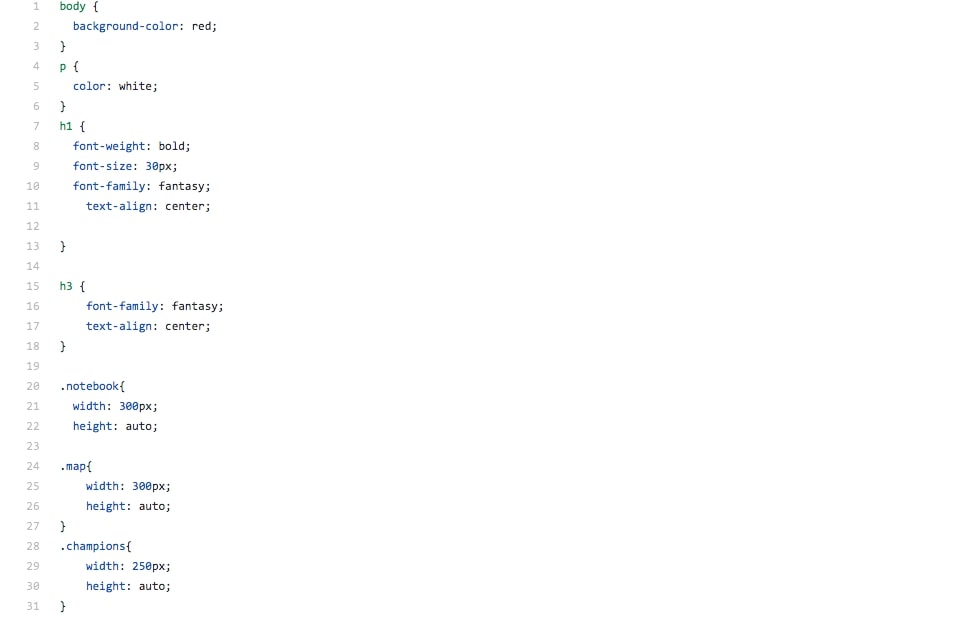 1 body {
2   background-color: red;
3 }
4 p {
5   color: white;
6 }
7 h1 {
8   font-weight: bold;
9   font-size: 30px;
10   font-family: fantasy;
11     text-align: center;
12
13 }
14
15 h3 {
16     font-family: fantasy;
17     text-align: center;
18 }
19
20 .notebook{
21   width: 300px;
22   height: auto;
23
24 .map{
25     width: 300px;
26     height: auto;
27 }
28 .champions{
29     width: 250px;
30     height: auto;
31 }